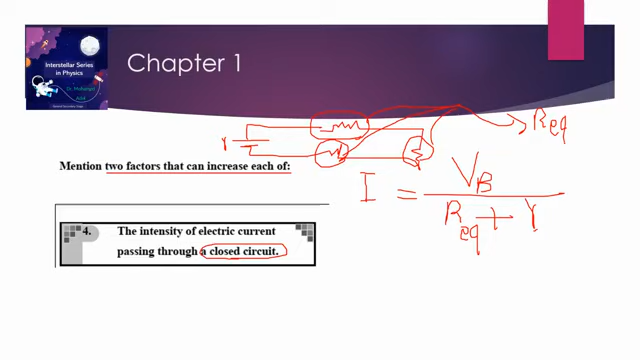 Interstellar Series
in Physics
Chapter 1
r
Req
Mention two factors that can increase each of:
I = VB / Req + r
4. The intensity of electric current
passing through a closed circuit.